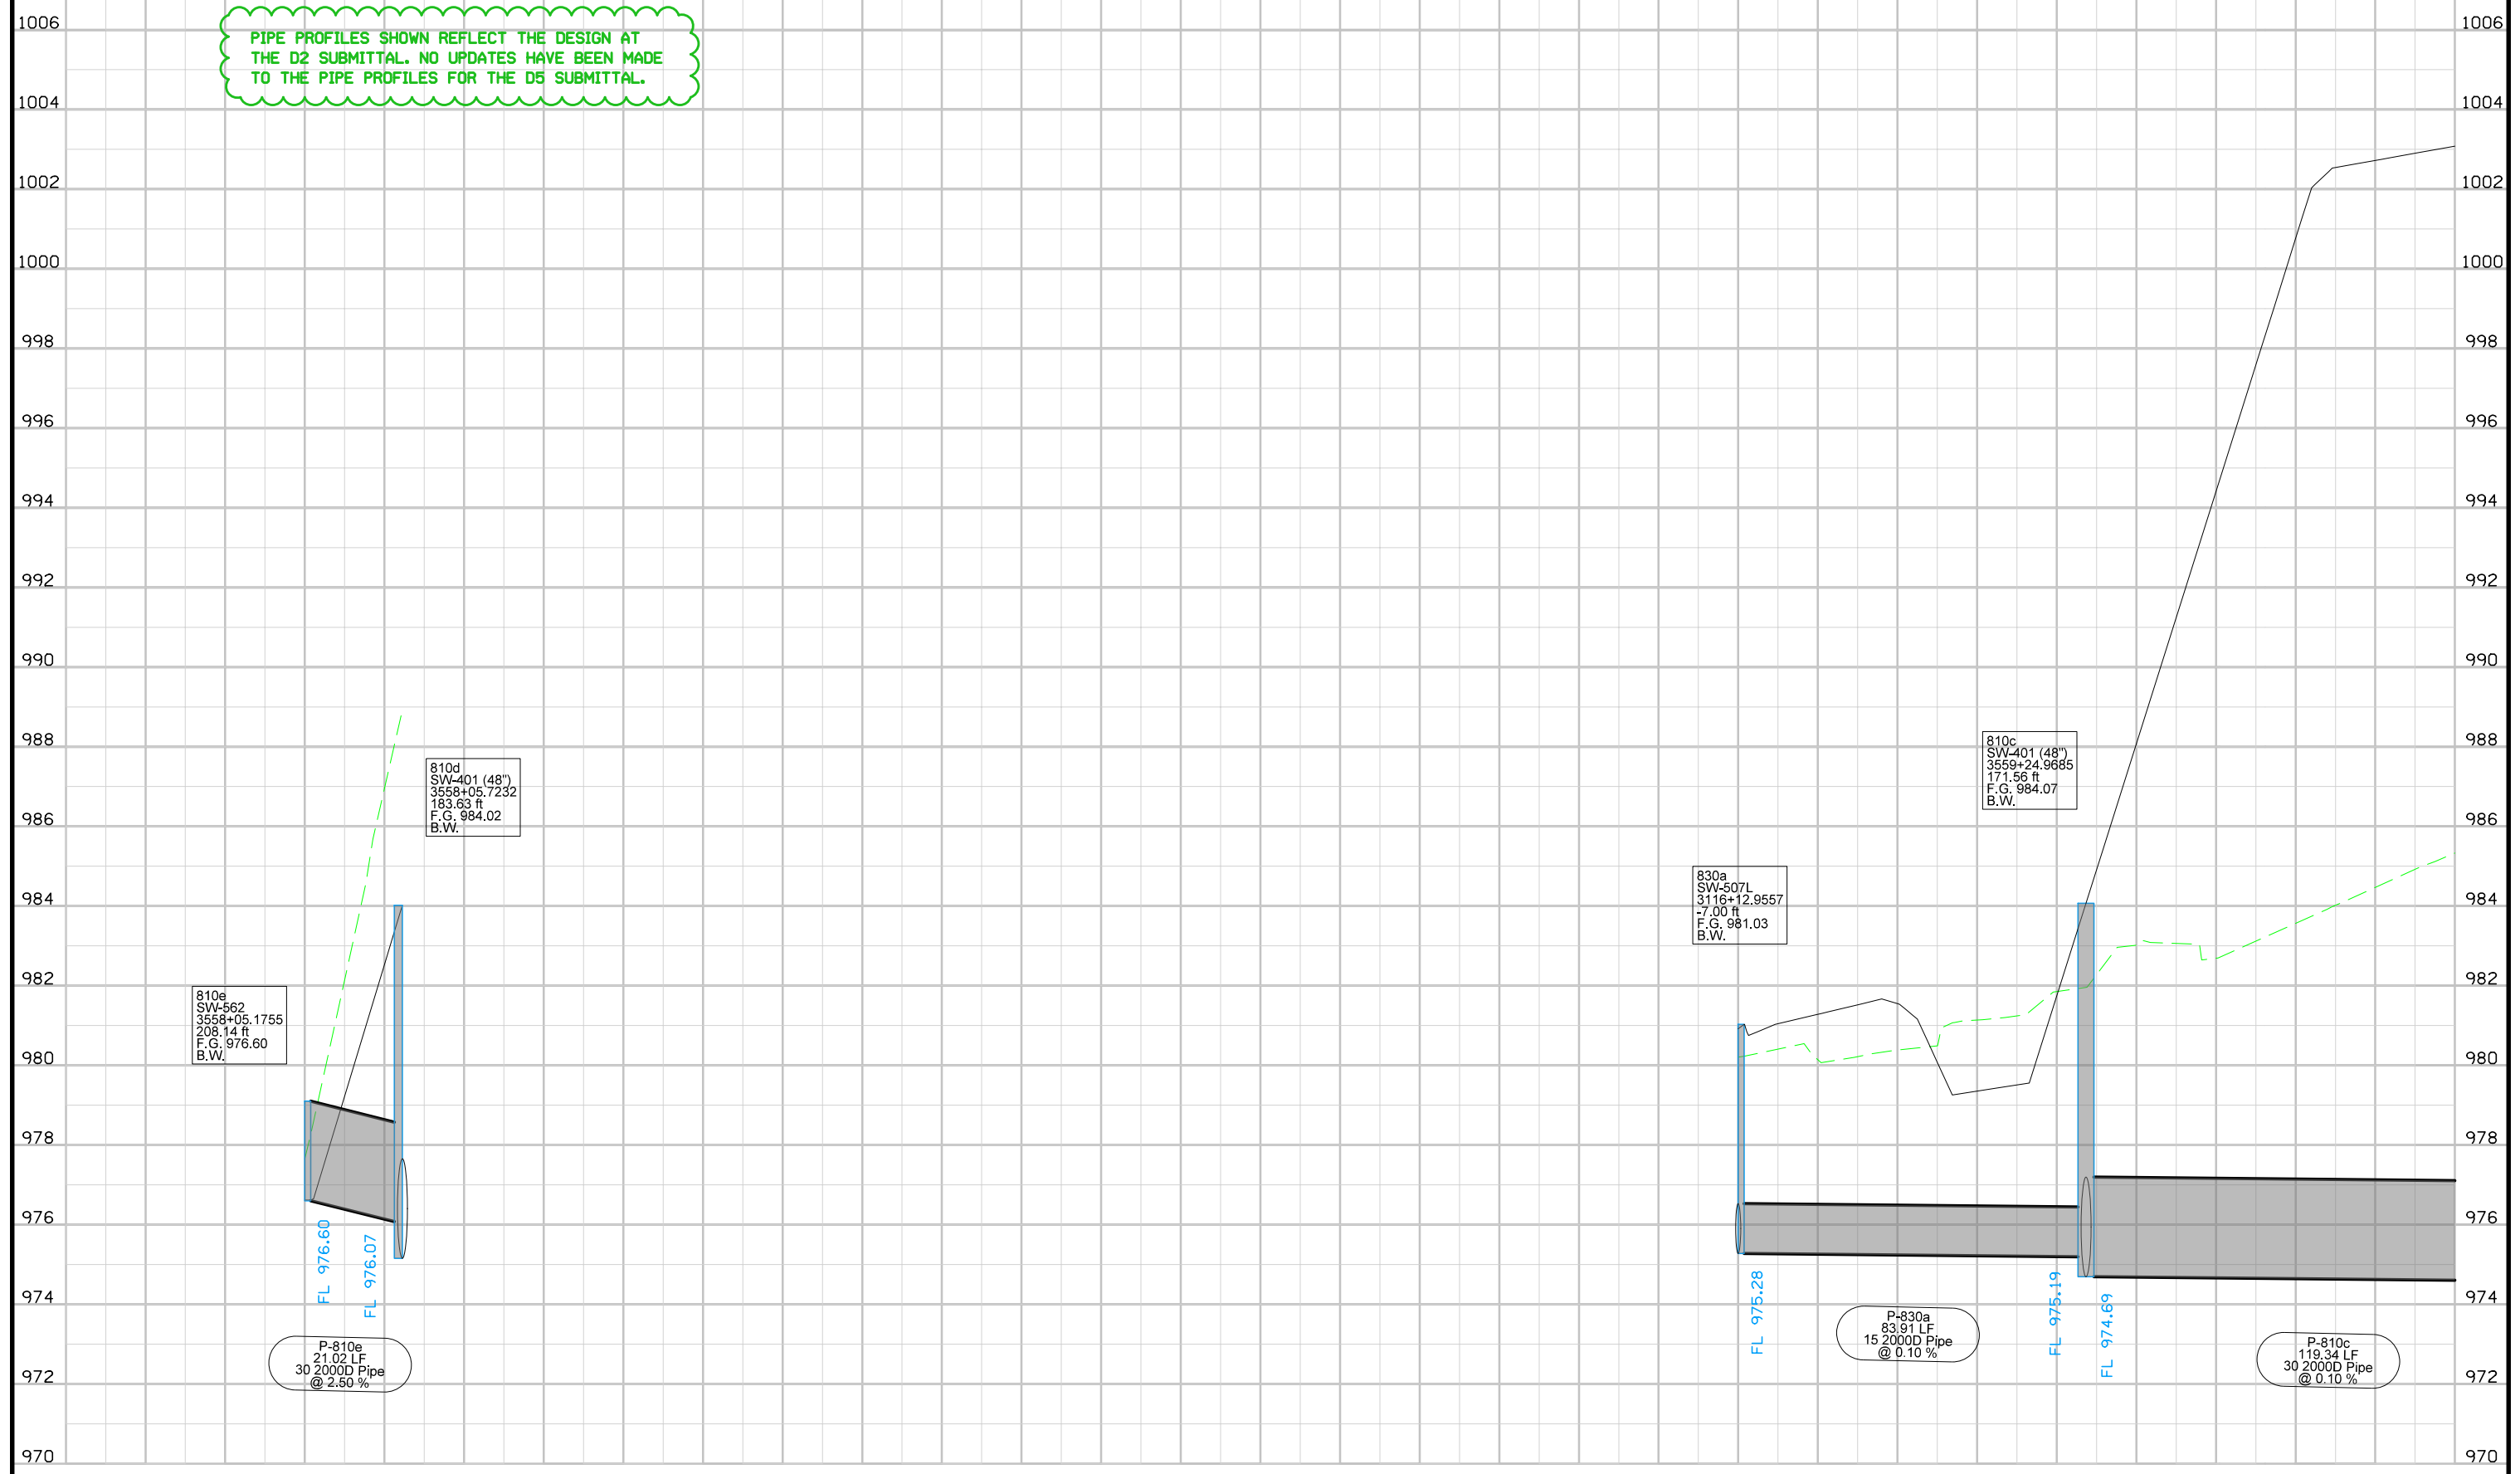 PIPE PROFILES SHOWN REFLECT THE DESIGN AT
THE D2 SUBMITTAL. NO UPDATES HAVE BEEN MADE
TO THE PIPE PROFILES FOR THE D5 SUBMITTAL.
1006
1004
1002
1000
998
996
994
992
990
988
986
984
982
980
978
976
974
972
970
810e
SW-562
3558+05.1755
208.14 ft
F.G. 976.60
B.W.
810d
SW-401 (48")
3558+05.7232
183.63 ft
F.G. 984.02
B.W.
FL 976.60
FL 976.07
P-810e
21.02 LF
30 2000D Pipe
@ 2.50 %
830a
SW-507L
3116+12.9557
-7.00 ft
F.G. 981.03
B.W.
810c
SW-401 (48")
3559+24.9685
171.56 ft
F.G. 984.07
B.W.
FL 975.28
P-830a
83.91 LF
15 2000D Pipe
@ 0.10 %
FL 975.19
FL 974.69
P-810c
119.34 LF
30 2000D Pipe
@ 0.10 %
1006
1004
1002
1000
998
996
994
992
990
988
986
984
982
980
978
976
974
972
970